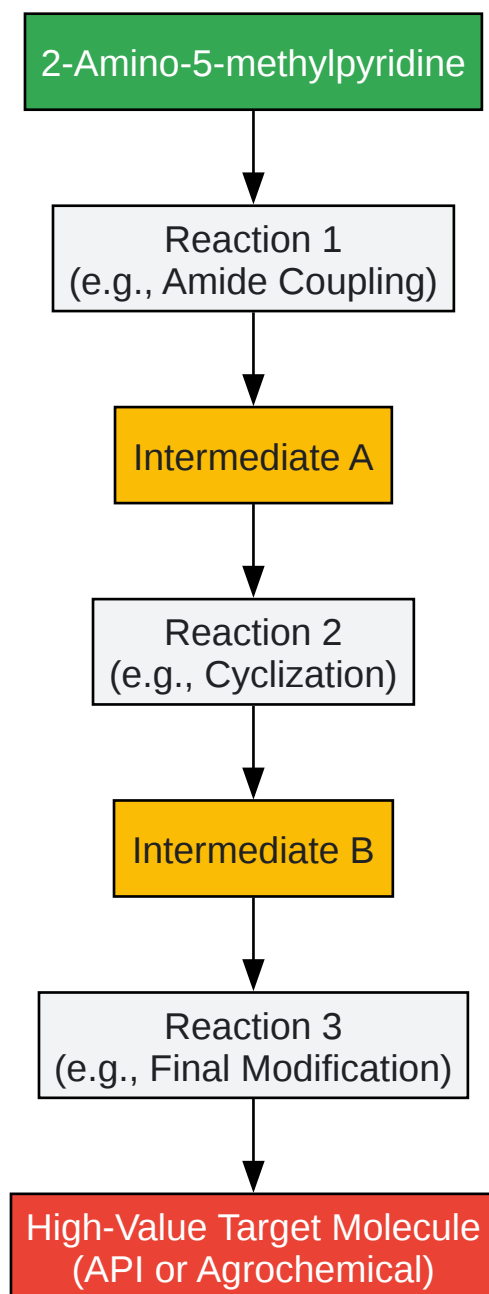 2-Amino-5-methylpyridine
Reaction 1
(e.g., Amide Coupling)
Intermediate A
Reaction 2
(e.g., Cyclization)
Intermediate B
Reaction 3
(e.g., Final Modification)
High-Value Target Molecule
(API or Agrochemical)